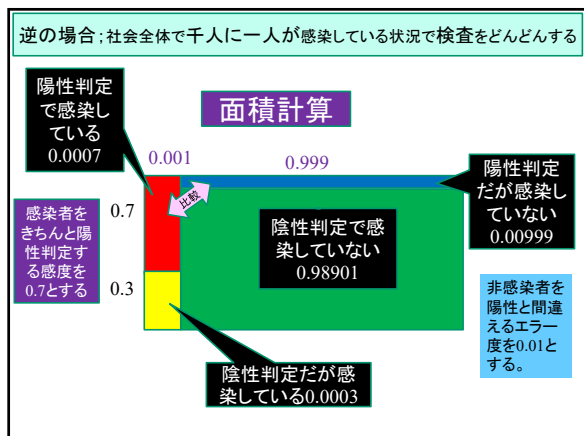 逆の場合;社会全体で千人に一人が感染している状況で検査をどんどんする
陽性判定
で感染し
ている
0.0007
面積計算
0.001
0.999
陽性判定
だが感染
していない
0.00999
比較
感染者を
きちんと陽
性判定す
る感度を
0.7とする
0.7
0.3
陰性判定で感
染していない
0.98901
非感染者を
陽性と間違
えるエラー
度を0.01と
する。
陰性判定だが感
染している0.0003